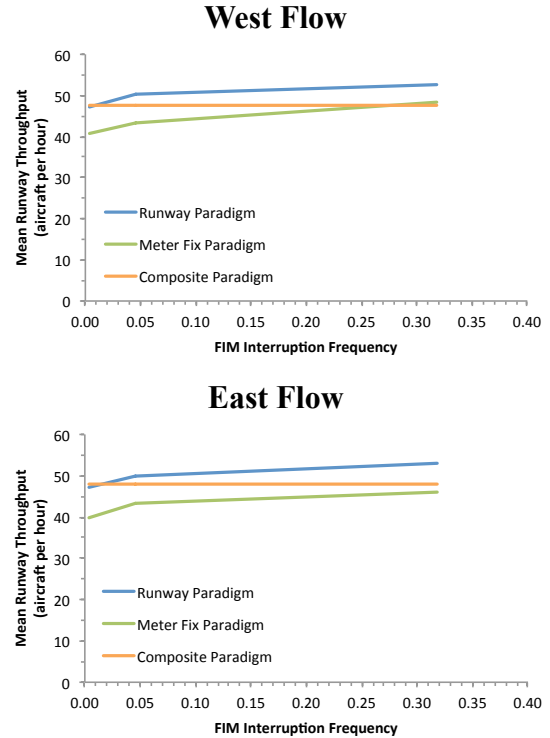 West Flow
60
50
40
30
20
10
0
Mean Runway Throughput
(aircraft per hour)
Runway Paradigm
Meter Fix Paradigm
Composite Paradigm
0.00 0.05 0.10 0.15 0.20 0.25 0.30 0.35 0.40
FIM Interruption Frequency
East Flow
60
50
40
30
20
10
0
Mean Runway Throughput
(aircraft per hour)
Runway Paradigm
Meter Fix Paradigm
Composite Paradigm
0.00 0.05 0.10 0.15 0.20 0.25 0.30 0.35 0.40
FIM Interruption Frequency